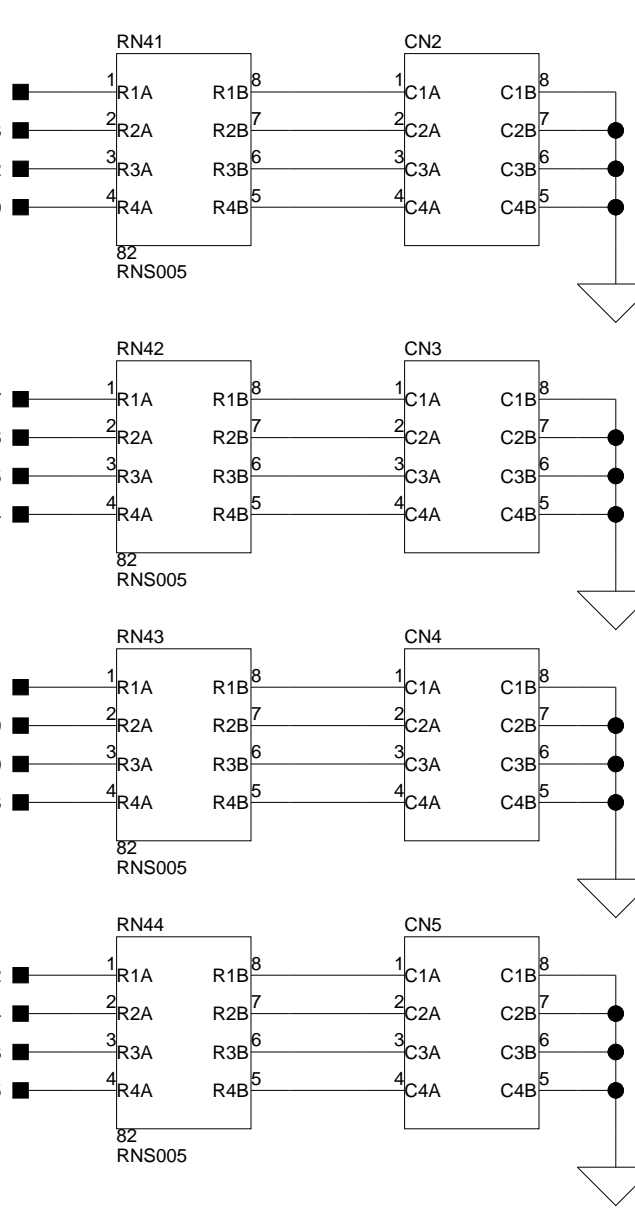 RN41 CN2
1 R1A R1B 8 1 C1A C1B 8
2 R2A R2B 7 2 C2A C2B 7
3 R3A R3B 6 3 C3A C3B 6
4 R4A R4B 5 4 C4A C4B 5
82
RNS005
RN42 CN3
1 R1A R1B 8 1 C1A C1B 8
2 R2A R2B 7 2 C2A C2B 7
3 R3A R3B 6 3 C3A C3B 6
4 R4A R4B 5 4 C4A C4B 5
82
RNS005
RN43 CN4
1 R1A R1B 8 1 C1A C1B 8
2 R2A R2B 7 2 C2A C2B 7
3 R3A R3B 6 3 C3A C3B 6
4 R4A R4B 5 4 C4A C4B 5
82
RNS005
RN44 CN5
1 R1A R1B 8 1 C1A C1B 8
2 R2A R2B 7 2 C2A C2B 7
3 R3A R3B 6 3 C3A C3B 6
4 R4A R4B 5 4 C4A C4B 5
82
RNS005